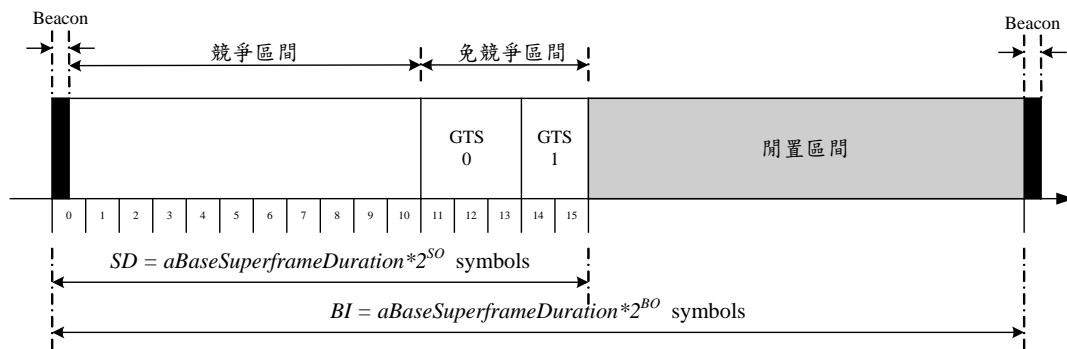 Beacon
Beacon
競爭區間
免競爭區間
GTS
0
GTS
1
閒置區間
0 1 2 3 4 5 6 7 8 9 10 11 12 13 14 15
SD = aBaseSuperframeDuration*2^SO symbols
BI = aBaseSuperframeDuration*2^BO symbols